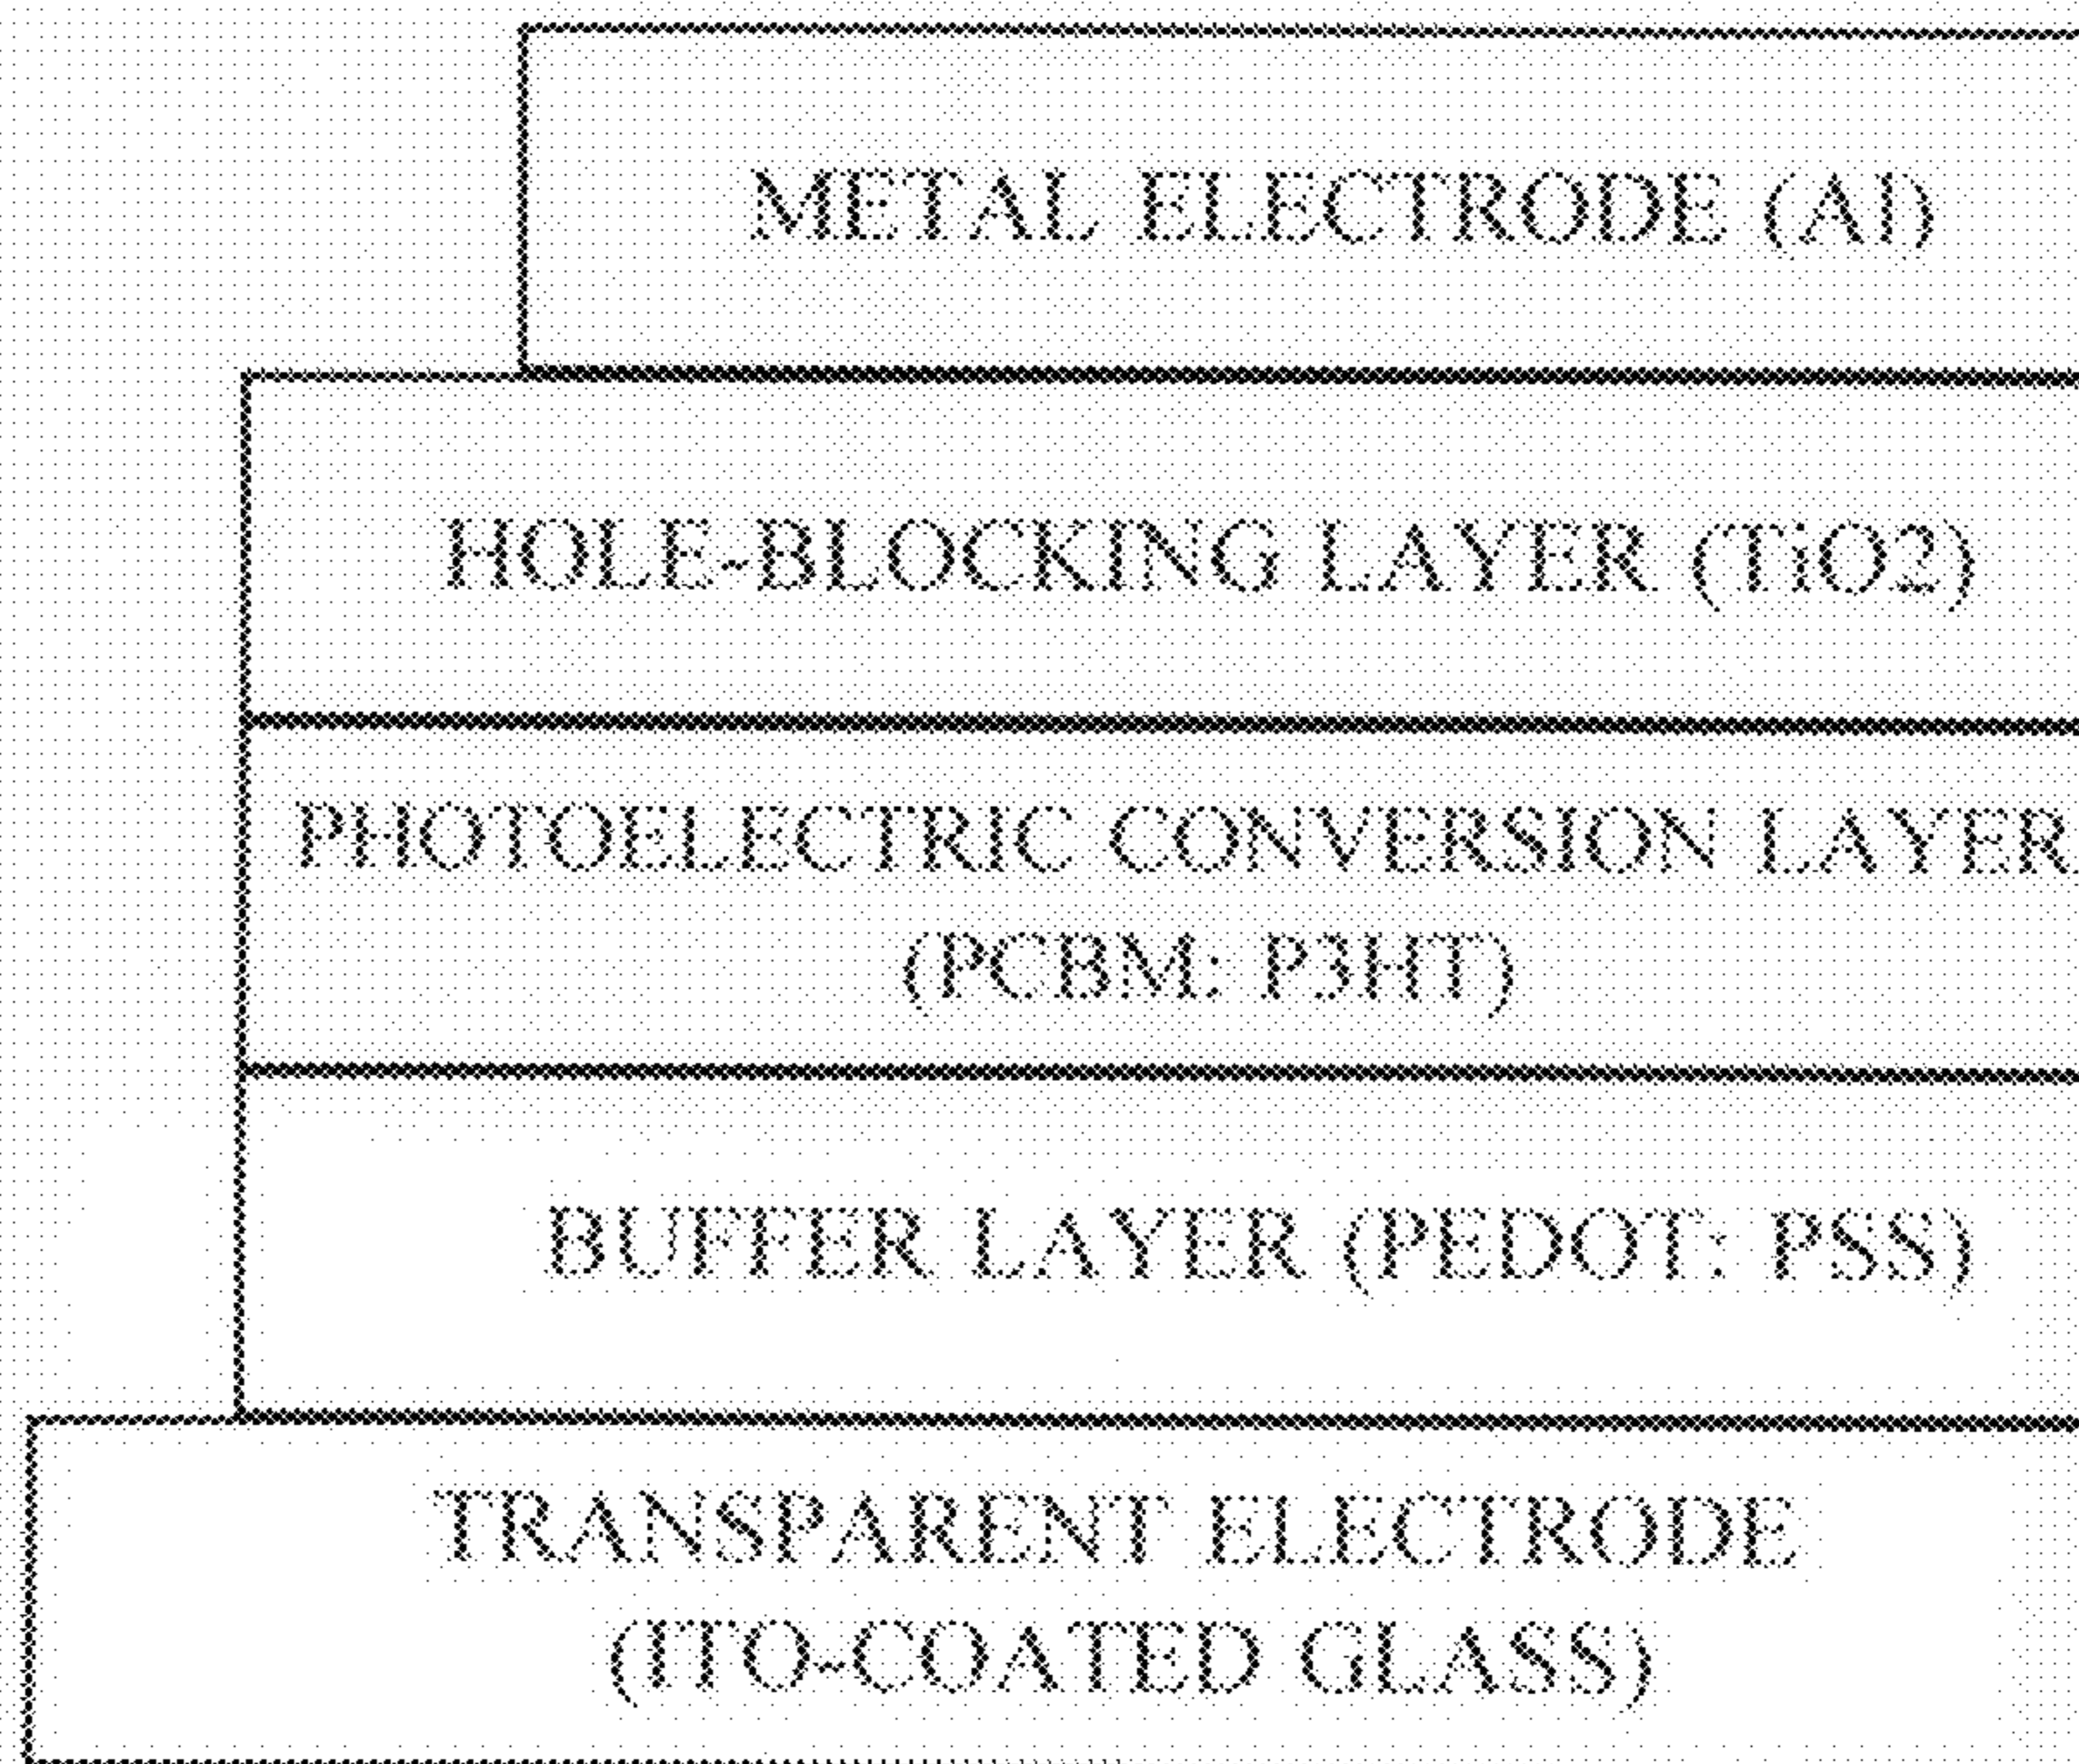 METAL ELECTRODE (Al)
HOLE-BLOCKING LAYER (TiO2)
PHOTOELECTRIC CONVERSION LAYER
(PCBM: P3HT)
BUFFER LAYER (PEDOT: PSS)
TRANSPARENT ELECTRODE
(ITO-COATED GLASS)